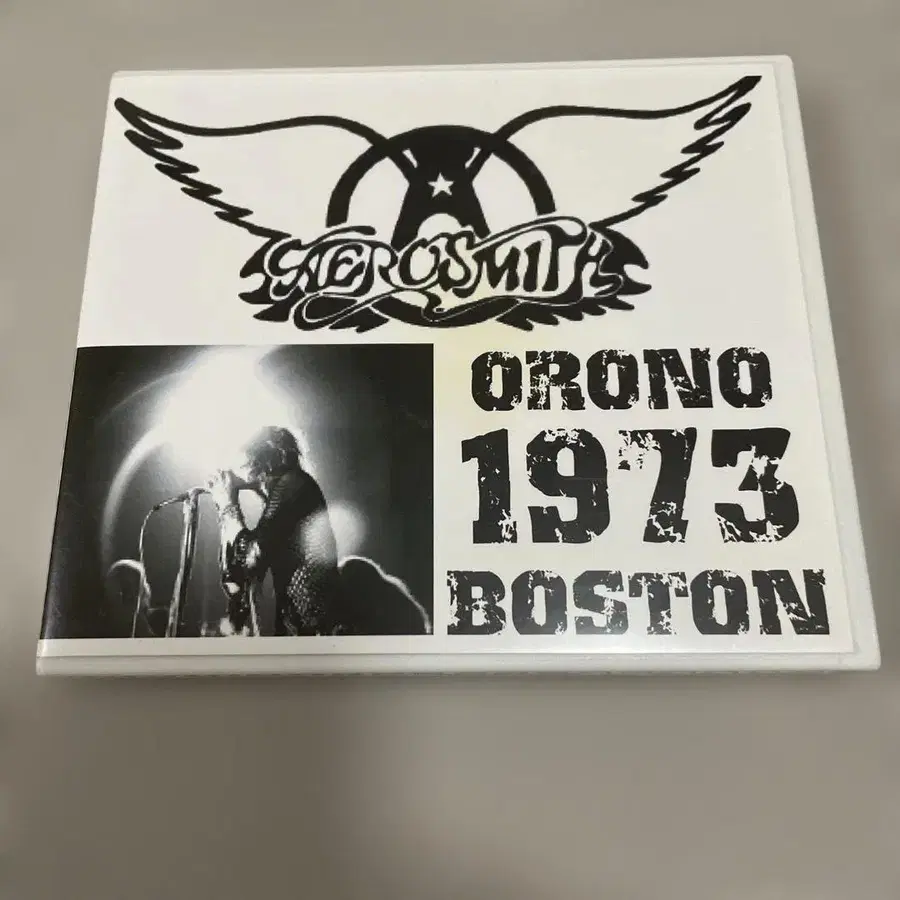 AEROSMITH
ORONO
1973
BOSTON